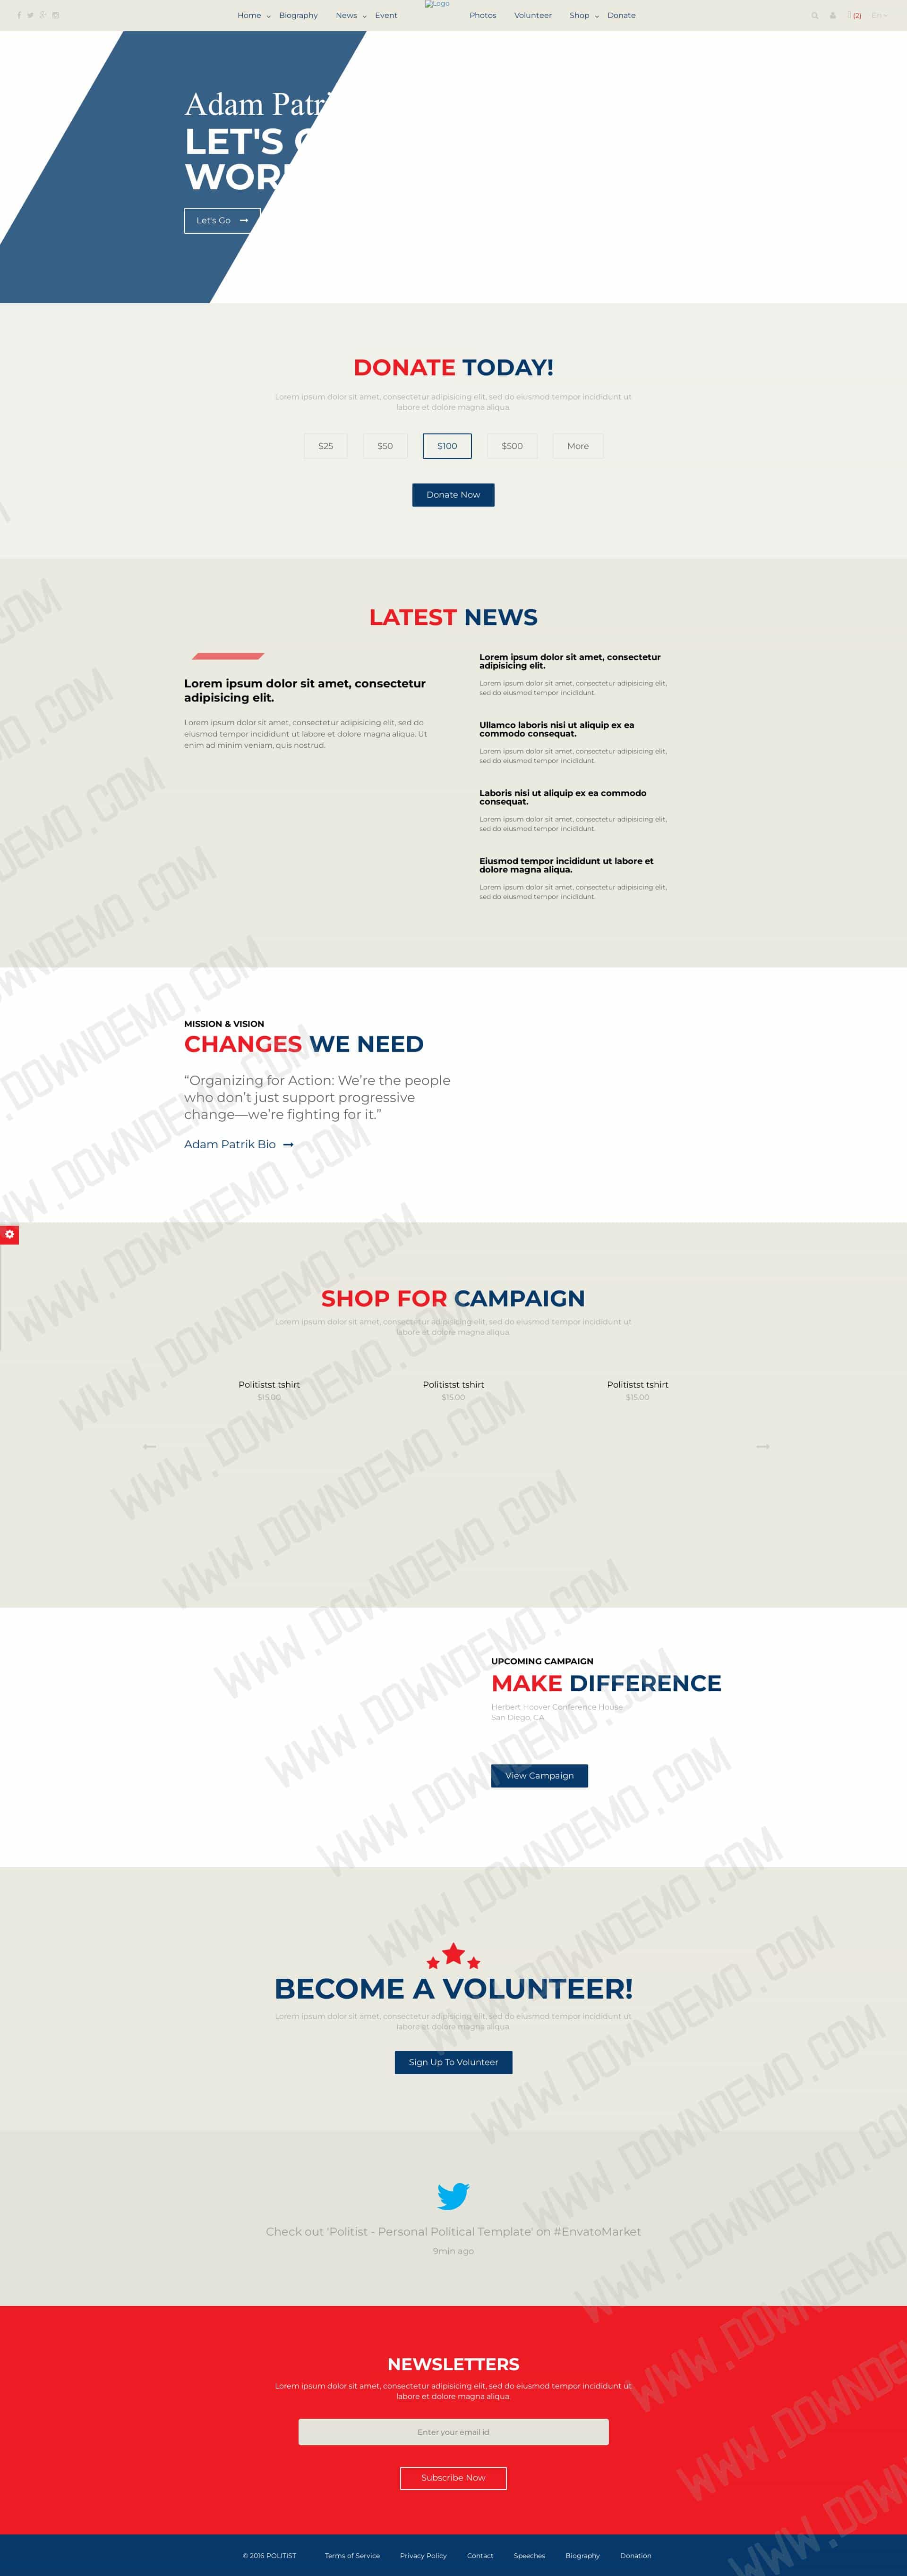 Home Biography News Event Logo Photos Volunteer Shop Donate (2) En
Adam Patri
LET'S
WOR
Let's Go
DONATE TODAY!
Lorem ipsum dolor sit amet, consectetur adipisicing elit, sed do eiusmod tempor incididunt ut
labore et dolore magna aliqua.
$25 $50 $100 $500 More
Donate Now
LATEST NEWS
Lorem ipsum dolor sit amet, consectetur
adipisicing elit.
Lorem ipsum dolor sit amet, consectetur adipisicing elit, sed do
eiusmod tempor incididunt ut labore et dolore magna aliqua. Ut
enim ad minim veniam, quis nostrud.
Lorem ipsum dolor sit amet, consectetur
adipisicing elit.
Lorem ipsum dolor sit amet, consectetur adipisicing elit,
sed do eiusmod tempor incididunt.
Ullamco laboris nisi ut aliquip ex ea
commodo consequat.
Lorem ipsum dolor sit amet, consectetur adipisicing elit,
sed do eiusmod tempor incididunt.
Laboris nisi ut aliquip ex ea commodo
consequat.
Lorem ipsum dolor sit amet, consectetur adipisicing elit,
sed do eiusmod tempor incididunt.
Eiusmod tempor incididunt ut labore et
dolore magna aliqua.
Lorem ipsum dolor sit amet, consectetur adipisicing elit,
sed do eiusmod tempor incididunt.
MISSION & VISION
CHANGES WE NEED
“Organizing for Action: We’re the people
who don’t just support progressive
change—we’re fighting for it.”
Adam Patrik Bio
SHOP FOR CAMPAIGN
Lorem ipsum dolor sit amet, consectetur adipisicing elit, sed do eiusmod tempor incididunt ut
labore et dolore magna aliqua.
Politistst tshirt Politistst tshirt Politistst tshirt
$15.00 $15.00 $15.00
UPCOMING CAMPAIGN
MAKE DIFFERENCE
Herbert Hoover Conference House
San Diego, CA
View Campaign
BECOME A VOLUNTEER!
Lorem ipsum dolor sit amet, consectetur adipisicing elit, sed do eiusmod tempor incididunt ut
labore et dolore magna aliqua.
Sign Up To Volunteer
Check out 'Politist - Personal Political Template' on #EnvatoMarket
9min ago
NEWSLETTERS
Lorem ipsum dolor sit amet, consectetur adipisicing elit, sed do eiusmod tempor incididunt ut
labore et dolore magna aliqua.
Enter your email id
Subscribe Now
© 2016 POLITIST Terms of Service Privacy Policy Contact Speeches Biography Donation
WWW.DOWNDEMO.COM